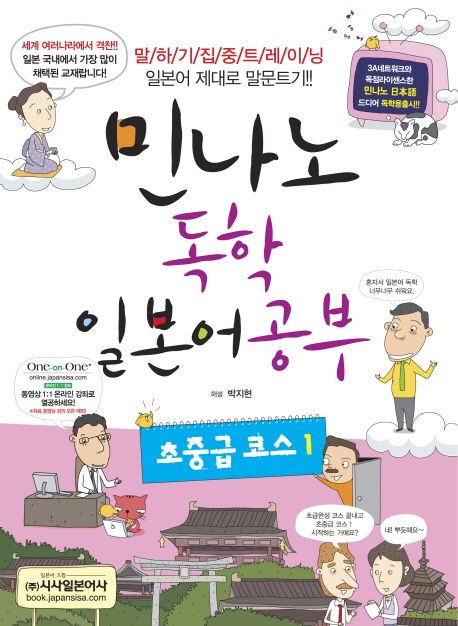 세계 여러나라에서 격찬!!
일본 국내에서 가장 많이
채택된 교재랍니다!
말/하/기/집/중/트/레/이/닝
일본어 제대로 말문트기!!
3A네트워크와
독점라이센스한
민나노 日本語
드디어 독학용출시!!
민나노
독학
일본어공부
혼자서 일본어 독학
너무너무 쉬워요.
해설 박지현
One-on-One*
online.japansisa.com
동영상 1:1 온라인 강좌로
열공하세요!
초중급 코스 1
초급완성 코스 끝내고
초중급 코스 1
시작하는 거예요?
네! 뿌듯해요~
(주)시사일본어사
book.japansisa.com